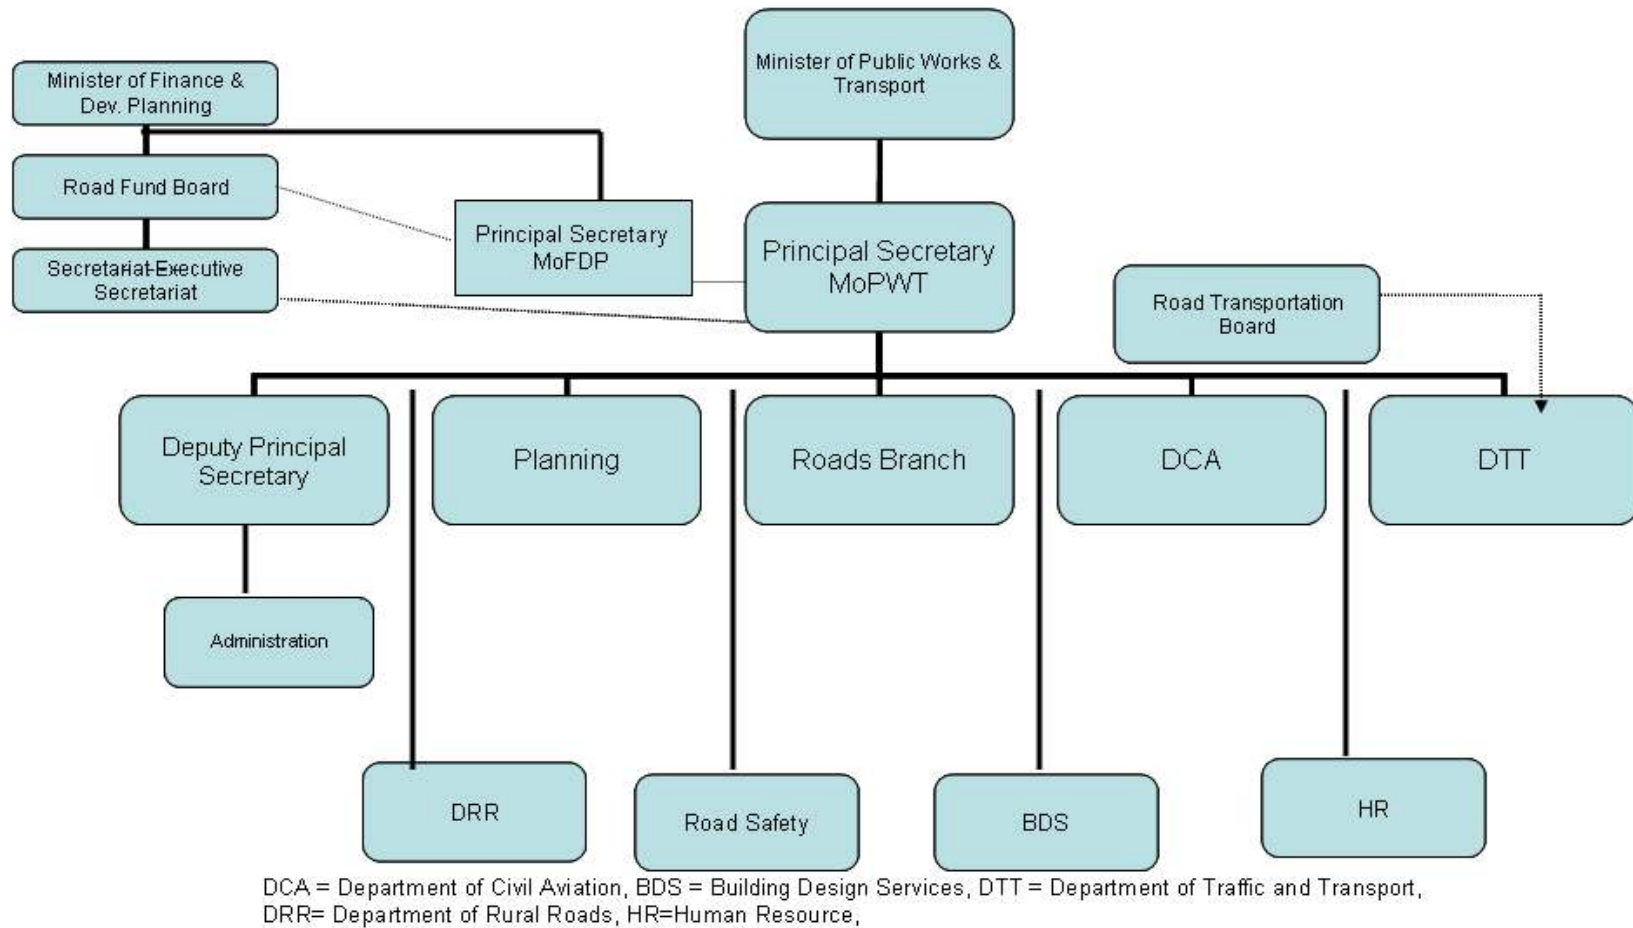 Minister of Public Works &
Transport
Minister of Finance &
Dev. Planning
Road Fund Board
Principal Secretary
MoFDP
Principal Secretary
MoPWT
Secretariat-Executive
Secretariat
Road Transportation
Board
Deputy Principal
Secretary
Planning
Roads Branch
DCA
DTT
Administration
DRR
Road Safety
BDS
HR
DCA = Department of Civil Aviation, BDS = Building Design Services, DTT = Department of Traffic and Transport,
DRR= Department of Rural Roads, HR=Human Resource,